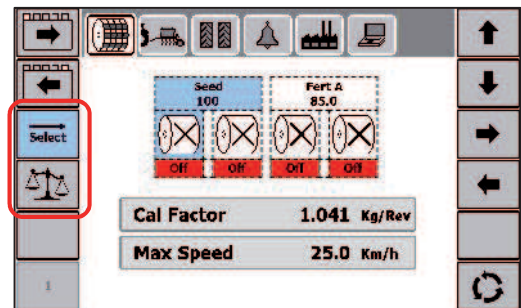 Seed
100
Fert A
85.0
Select
Off Off Off Off
Cal Factor 1.041 Kg/Rev
Max Speed 25.0 Km/h
1